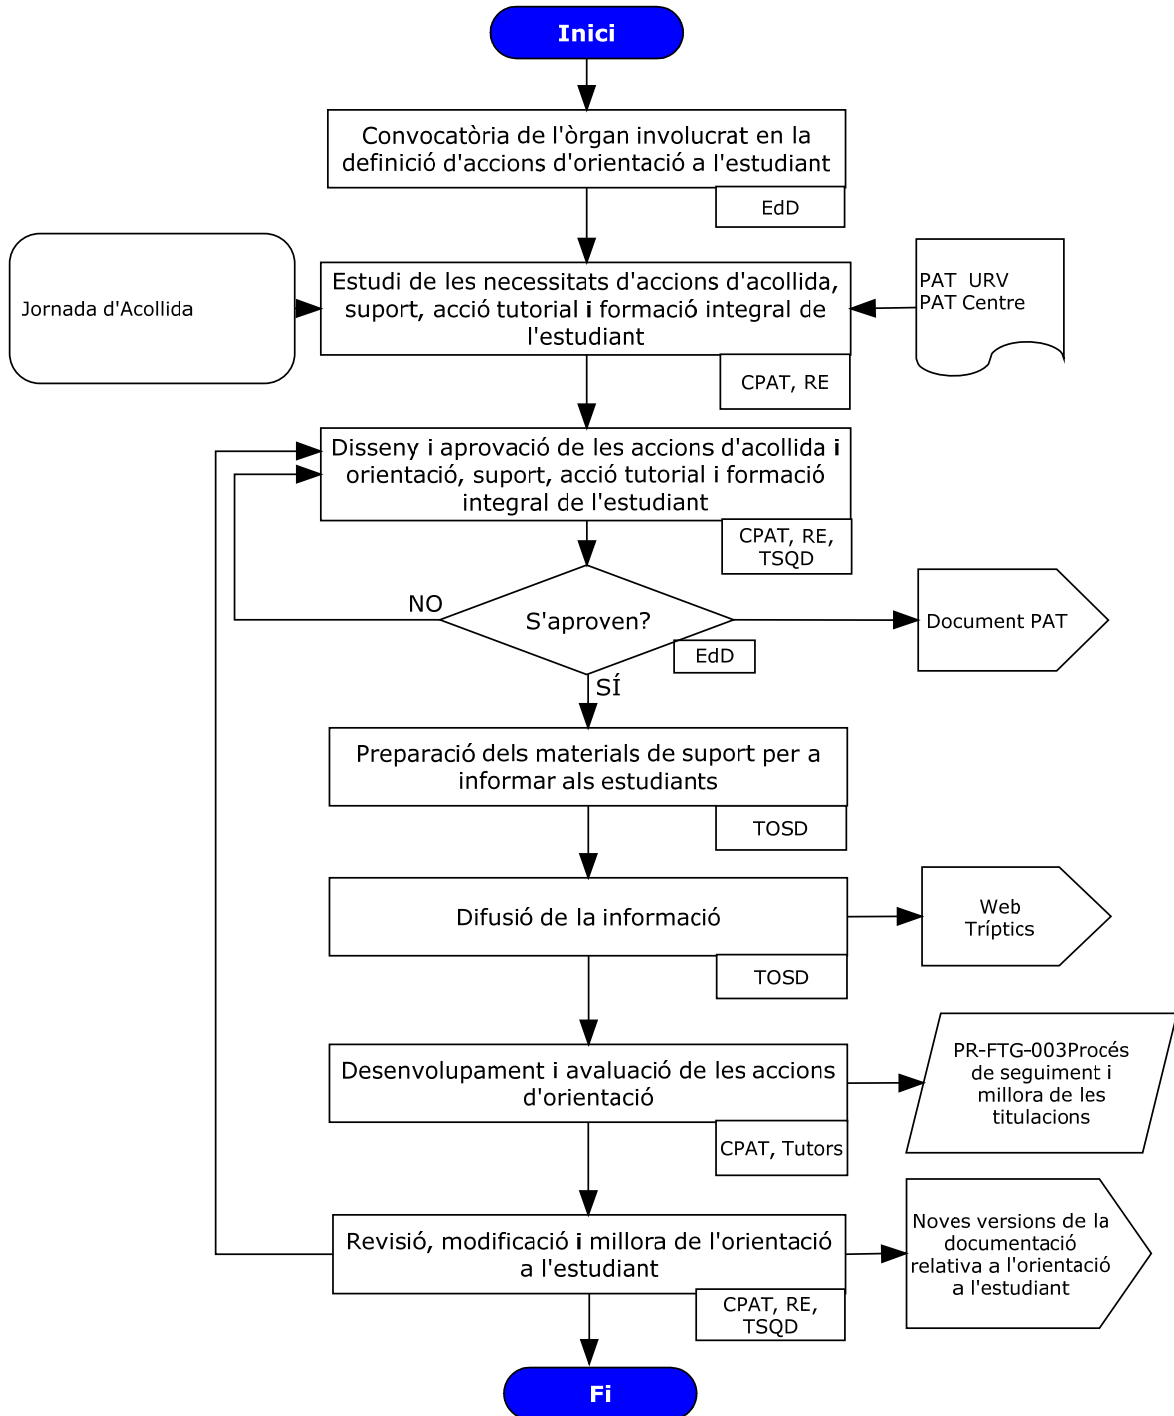 Inici
Convocatòria de l'òrgan involucrat en la
definició d'accions d'orientació a l'estudiant
EdD
Jornada d'Acollida
Estudi de les necessitats d'accions d'acollida,
suport, acció tutorial i formació integral de
l'estudiant
PAT URV
PAT Centre
CPAT, RE
Disseny i aprovació de les accions d'acollida i
orientació, suport, acció tutorial i formació
integral de l'estudiant
CPAT, RE,
TSQD
NO
S'aproven?
Document PAT
EdD
SÍ
Preparació dels materials de suport per a
informar als estudiants
TOSD
Difusió de la informació
Web
Tríptics
TOSD
Desenvolupament i avaluació de les accions
d'orientació
PR-FTG-003Procés
de seguiment i
millora de les
titulacions
CPAT, Tutors
Revisió, modificació i millora de l'orientació
a l'estudiant
Noves versions de la
documentació
relativa a l'orientació
a l'estudiant
CPAT, RE,
TSQD
Fi